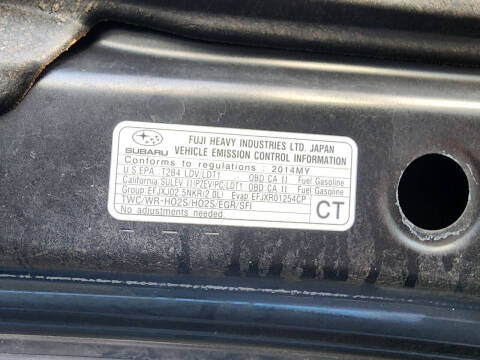 SUBARU
FUJI HEAVY INDUSTRIES LTD. JAPAN
VEHICLE EMISSION CONTROL INFORMATION
Conforms to regulations : 2014MY
U.S.EPA : T2B4 LDV/LDT1 OBD:CA II Fuel:Gasoline
California:SULEV II/PZEV/PC/LDT1 OBD:CA II Fuel:Gasoline
Group:EFJXJ02.5NKR(2.0L) Evap:EFJXR01254CP
TWC/WR-HO2S/HO2S/EGR/SFI
No adjustments needed
CT